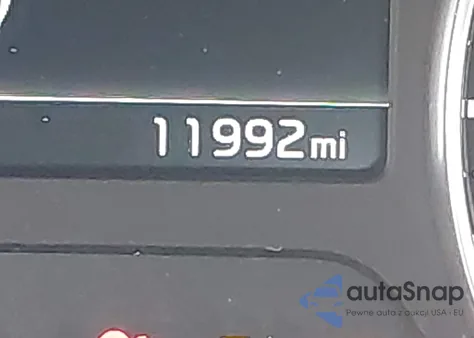 11992mi
autaSnap
Pewne auta z aukcji USA i EU